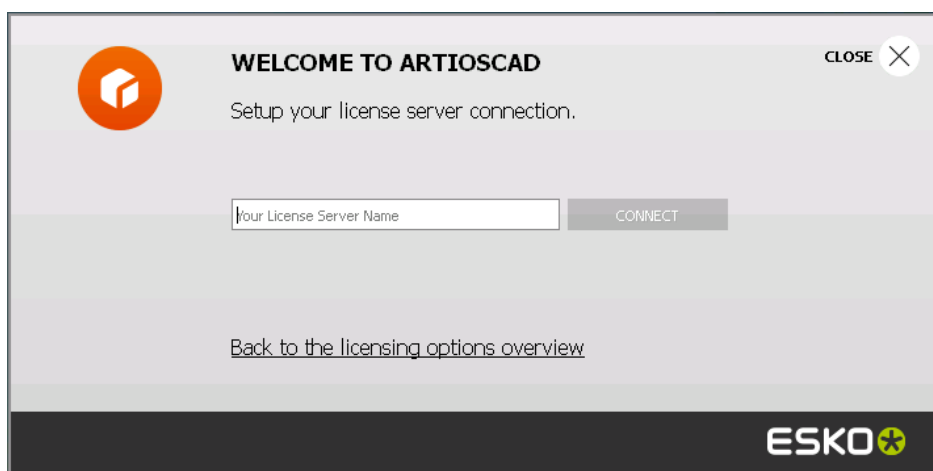 WELCOME TO ARTIOSCAD
CLOSE
Setup your license server connection.
Your License Server Name
CONNECT
Back to the licensing options overview
ESKO